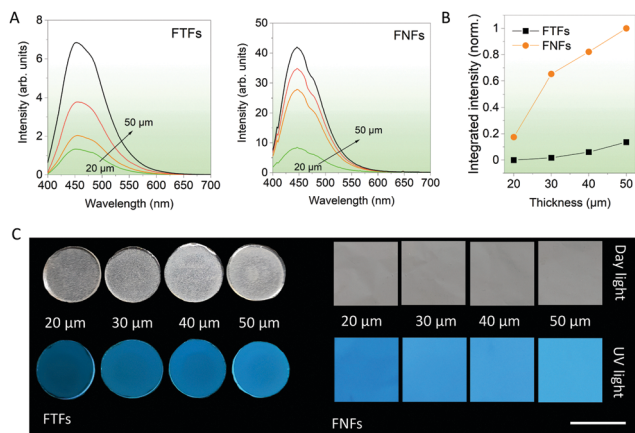 A
FTFs
Intensity (arb. units)
8
6
4
2
0
50 µm
20 µm
400 450 500 550 600 650 700
Wavelength (nm)
FNFs
Intensity (arb. units)
50
40
30
20
10
0
50 µm
20 µm
400 450 500 550 600 650 700
Wavelength (nm)
B
FTFs
FNFs
Integrated intensity (norm.)
1
0.8
0.6
0.4
0.2
0
20 30 40 50
Thickness (µm)
C
Day light
20 µm 30 µm 40 µm 50 µm
20 µm 30 µm 40 µm 50 µm
UV light
FTFs
FNFs